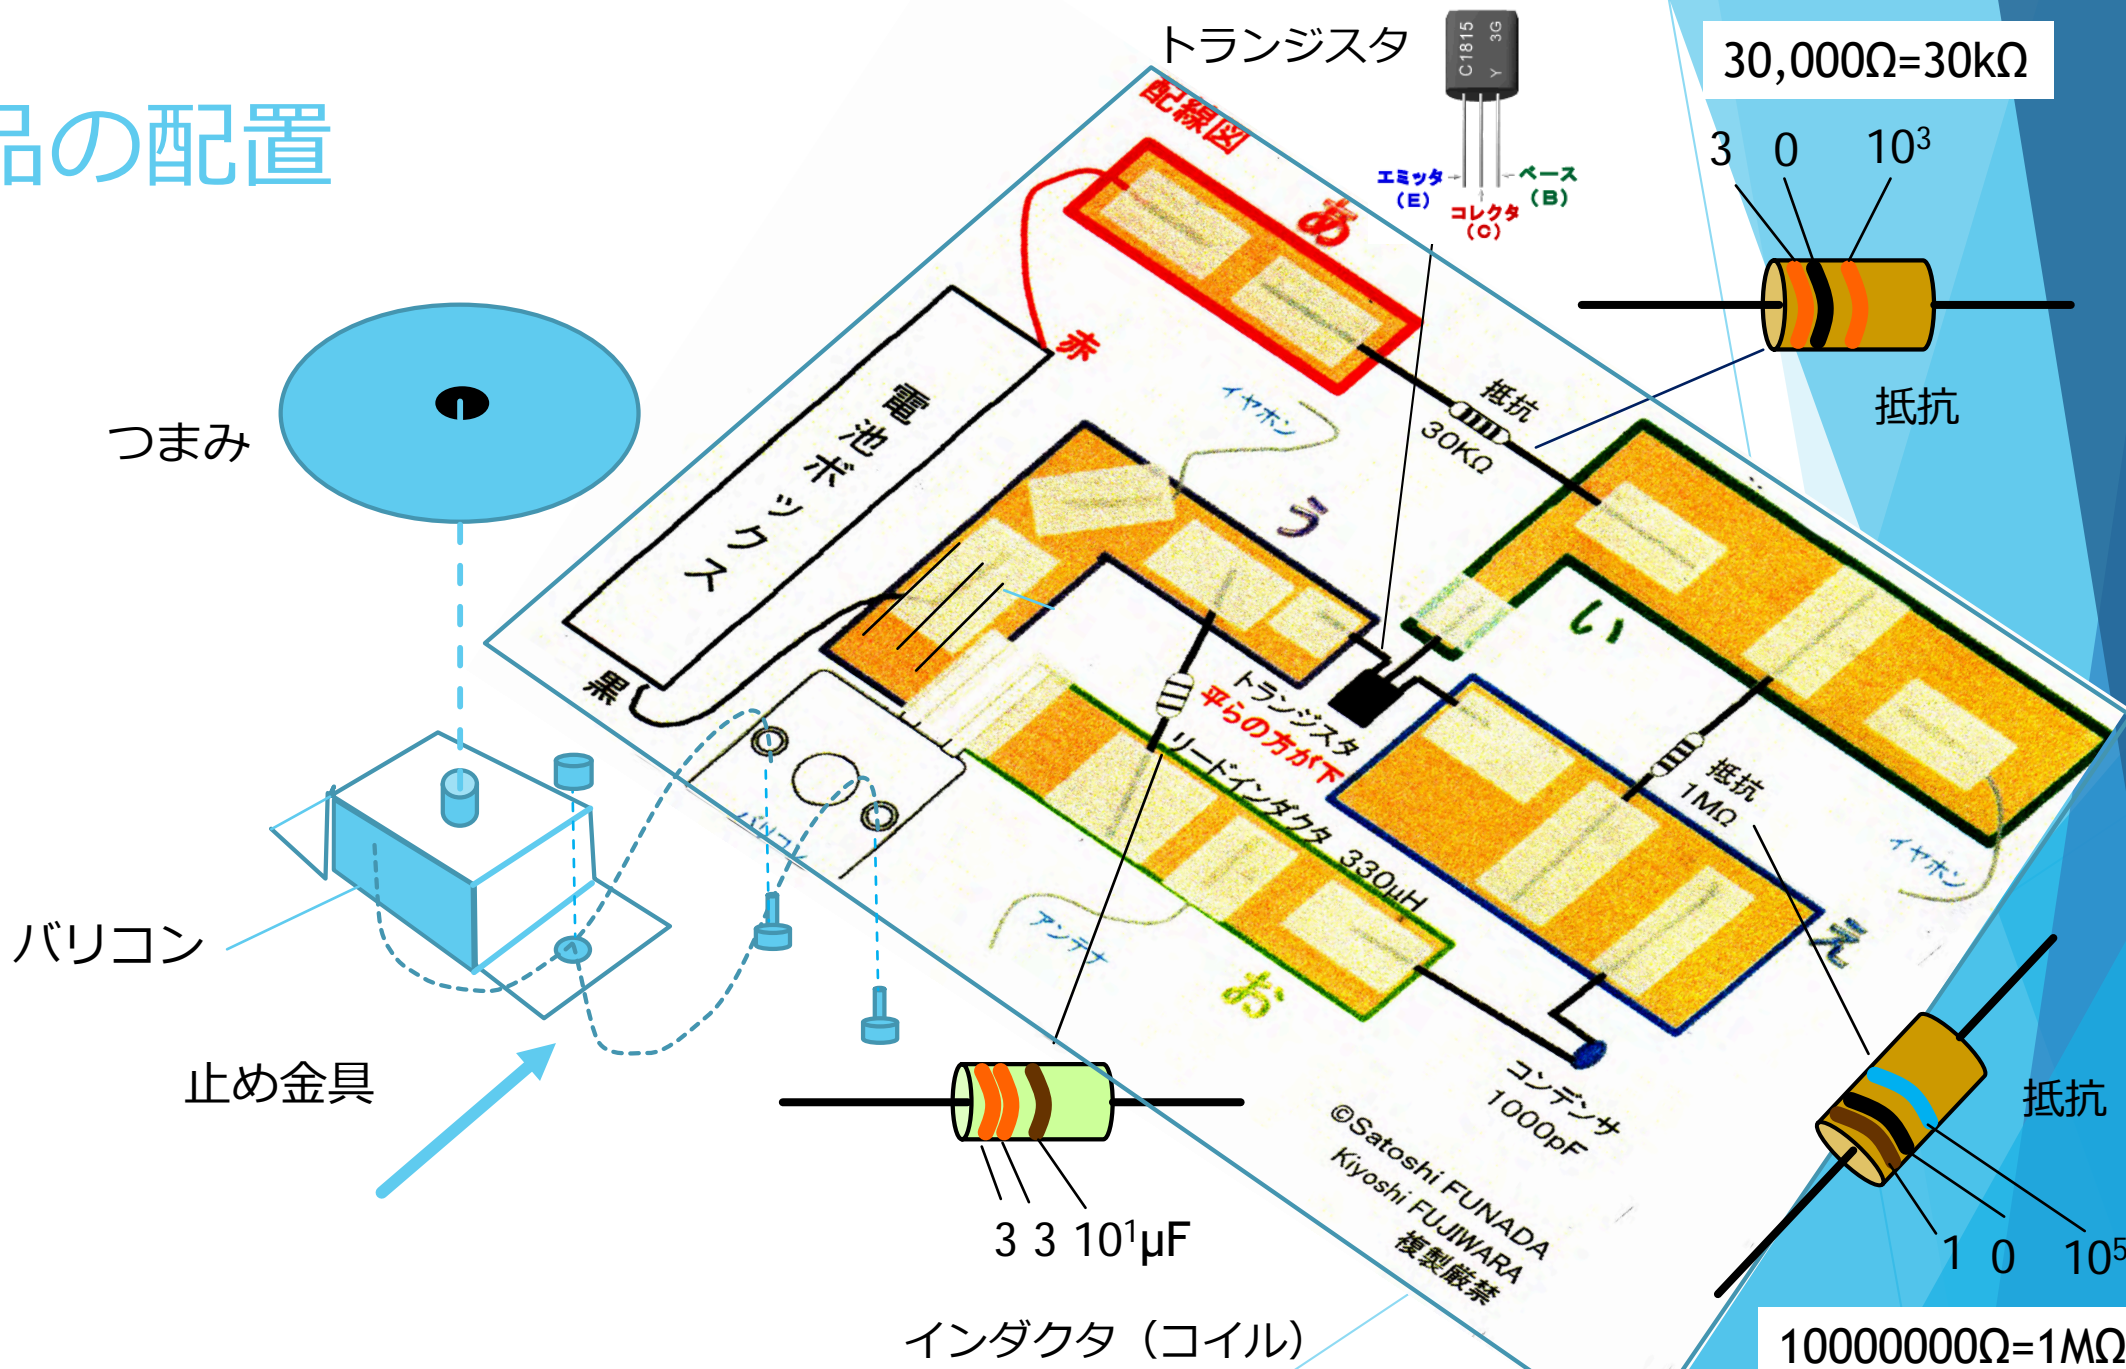 品の配置
トランジスタ
C1815
Y 3G
エミッタ
(E)
コレクタ
(C)
ベース
(B)
30,000Ω=30kΩ
3 0 10³
抵抗
つまみ
バリコン
止め金具
配線図
あ
赤
電池ボックス
黒
イヤホン
抵抗
30KΩ
う
い
トランジスタ
平らの方が下
リードインダクタ 330μH
抵抗
1MΩ
イヤホン
バリコン
アンテナ
お
え
コンデンサ
1000pF
©Satoshi FUNADA
Kiyoshi FUJIWARA
複製厳禁
3 3 10¹μF
インダクタ（コイル）
抵抗
1 0 10⁵
10000000Ω=1MΩ